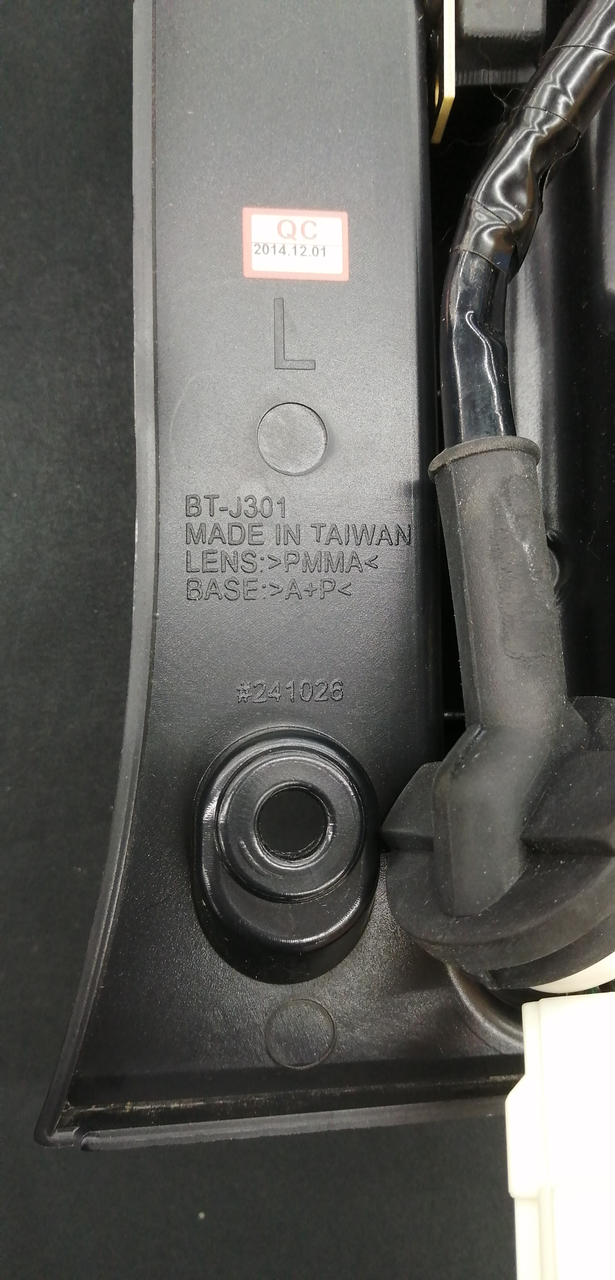 QC
2014.12.01
L
BT-J301
MADE IN TAIWAN
LENS:>PMMA<
BASE:>A+P<
#241026